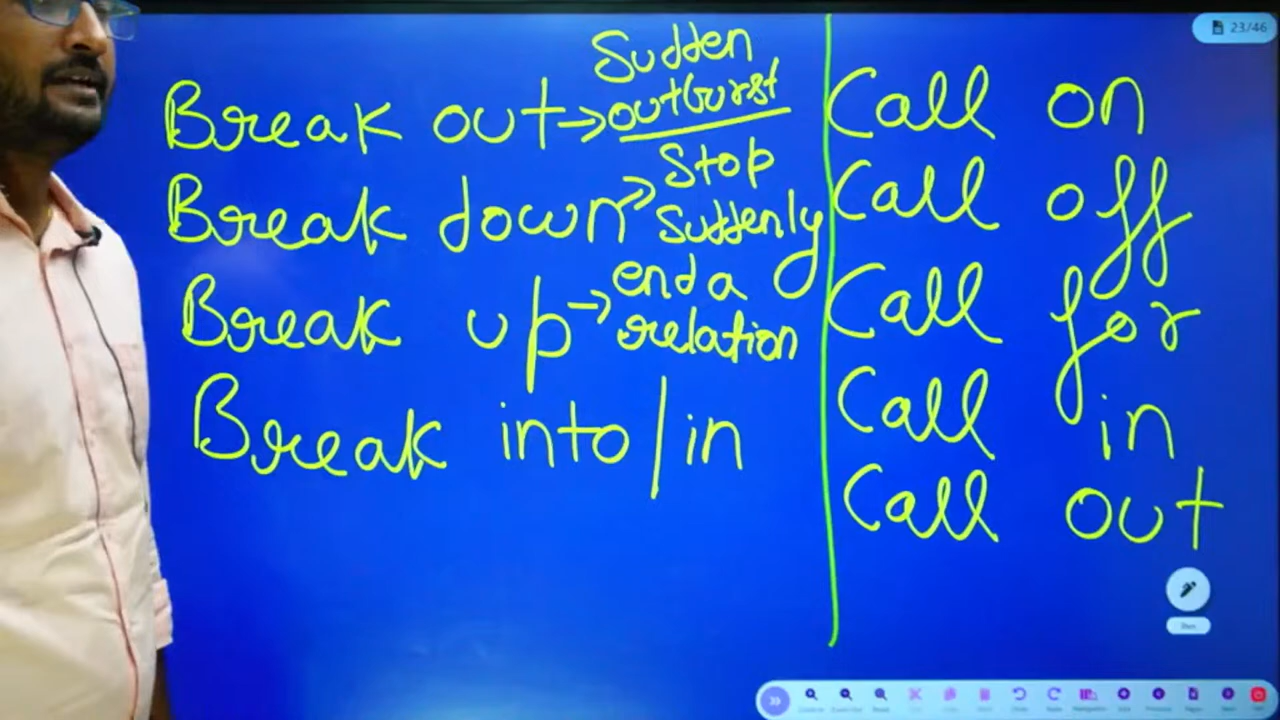 23/46
Break out → Sudden
outburst
Break down → Stop
Suddenly
Break up → end a
relation
Break into/in
Call on
Call off
Call for
Call in
Call out